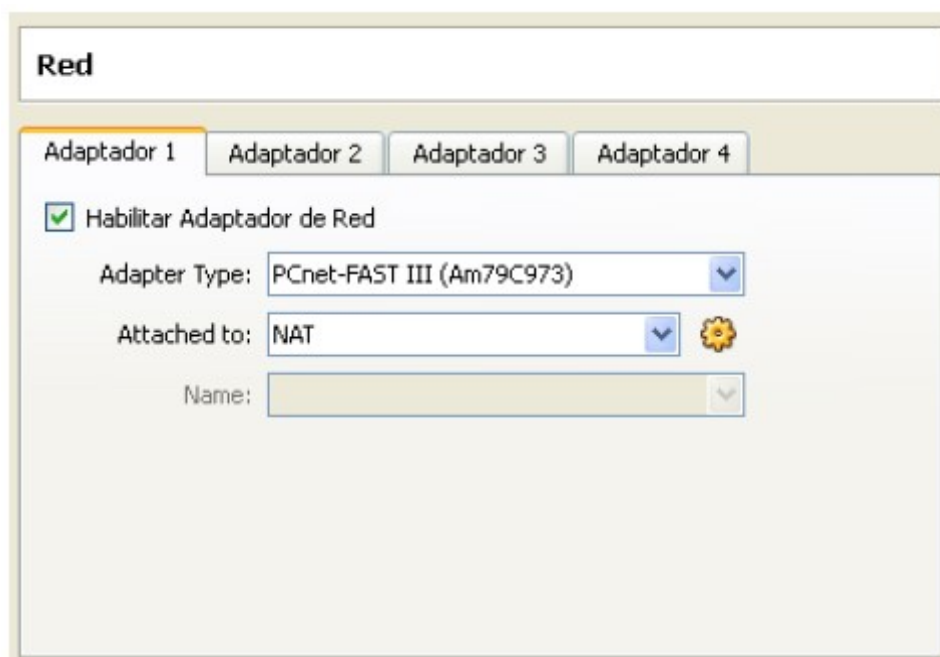 Red
Adaptador 1 Adaptador 2 Adaptador 3 Adaptador 4
Habilitar Adaptador de Red
Adapter Type: PCnet-FAST III (Am79C973)
Attached to: NAT
Name: